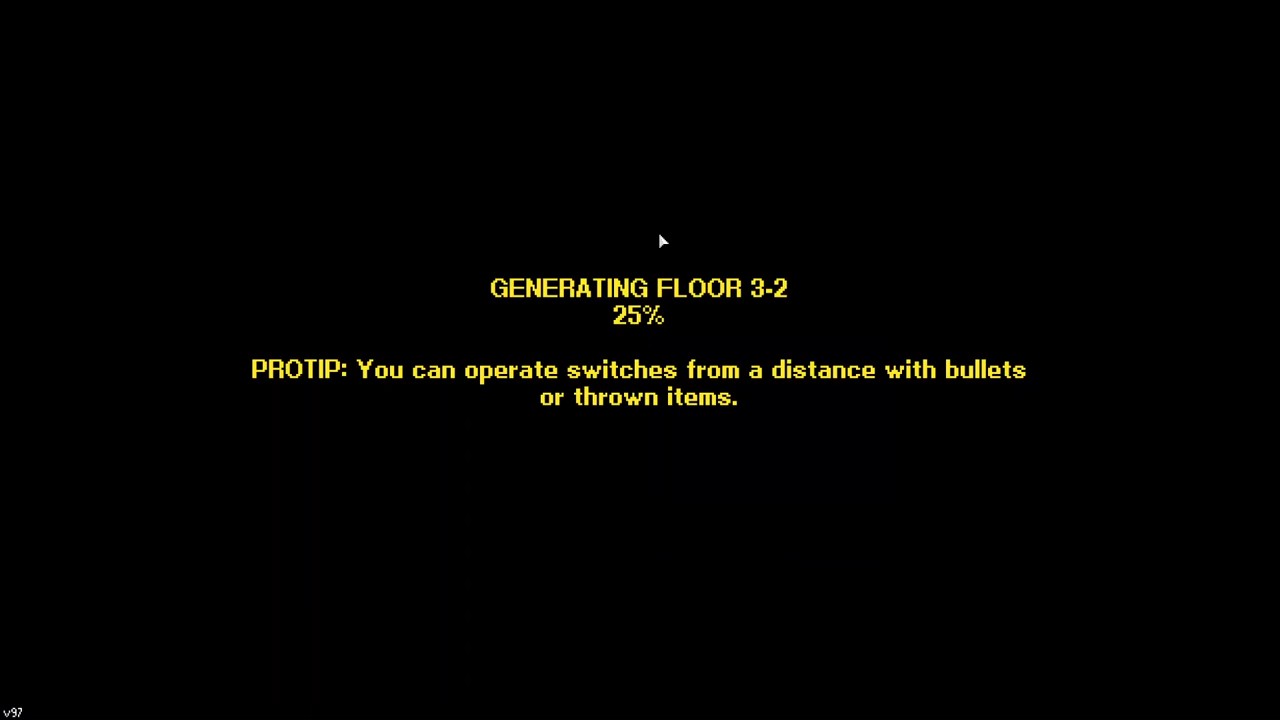 GENERATING FLOOR 3-2
25%
PROTIP: You can operate switches from a distance with bullets
or thrown items.
v97